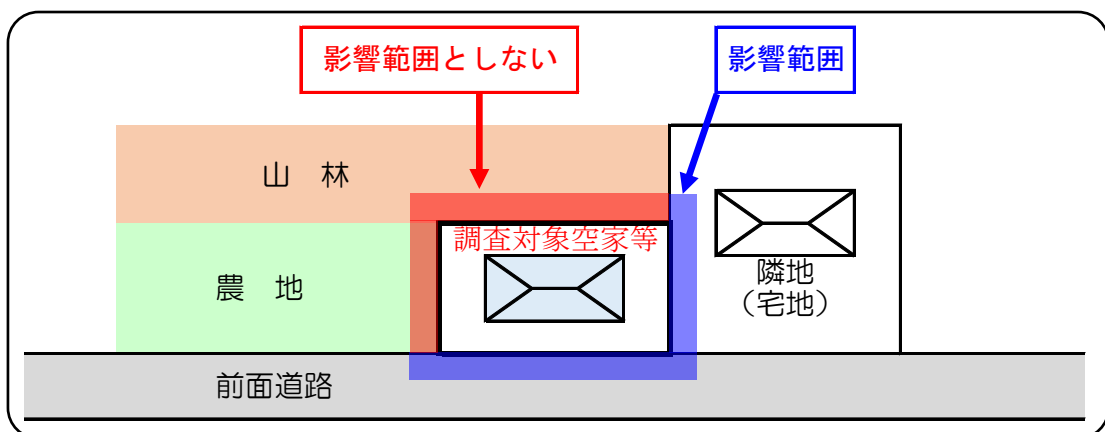 影響範囲としない
影響範囲
山　林
調査対象空家等
農　地
隣地
（宅地）
前面道路